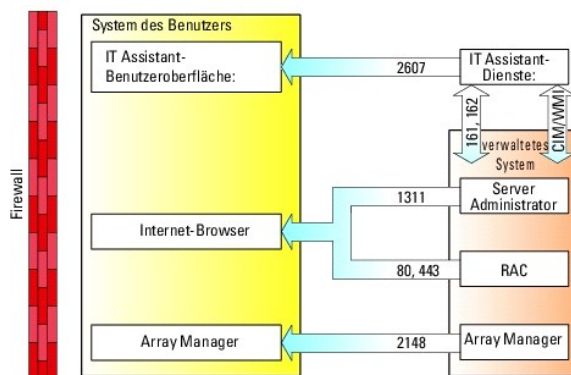 System des Benutzers
IT Assistant-
Benutzeroberfläche:
2607
IT Assistant-
Dienste:
161, 162
CIM/WMI
verwaltetes
System
Firewall
1311
Server
Administrator
Internet-Browser
80, 443
RAC
Array Manager
2148
Array Manager